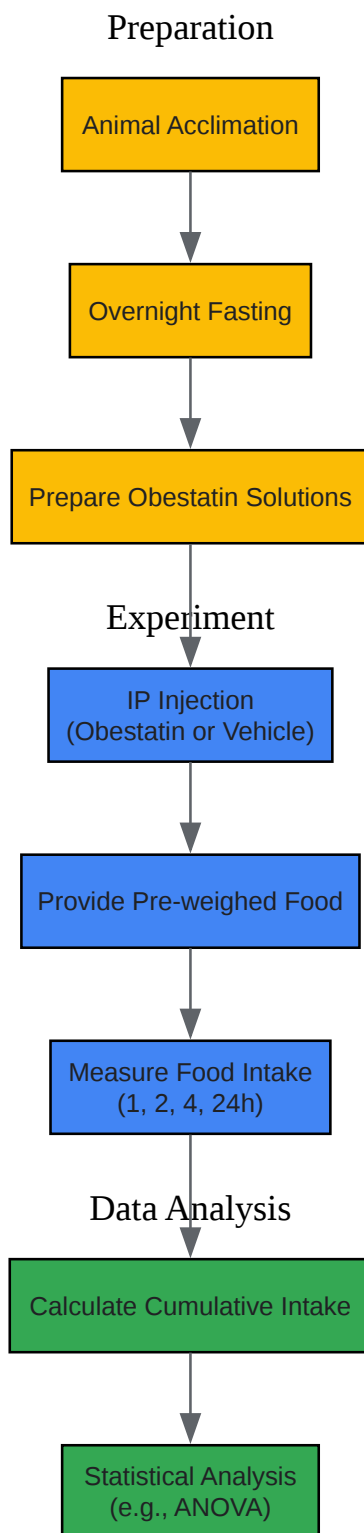 Preparation
Animal Acclimation
Overnight Fasting
Prepare Obestatin Solutions
Experiment
IP Injection
(Obestatin or Vehicle)
Provide Pre-weighed Food
Measure Food Intake
(1, 2, 4, 24h)
Data Analysis
Calculate Cumulative Intake
Statistical Analysis
(e.g., ANOVA)